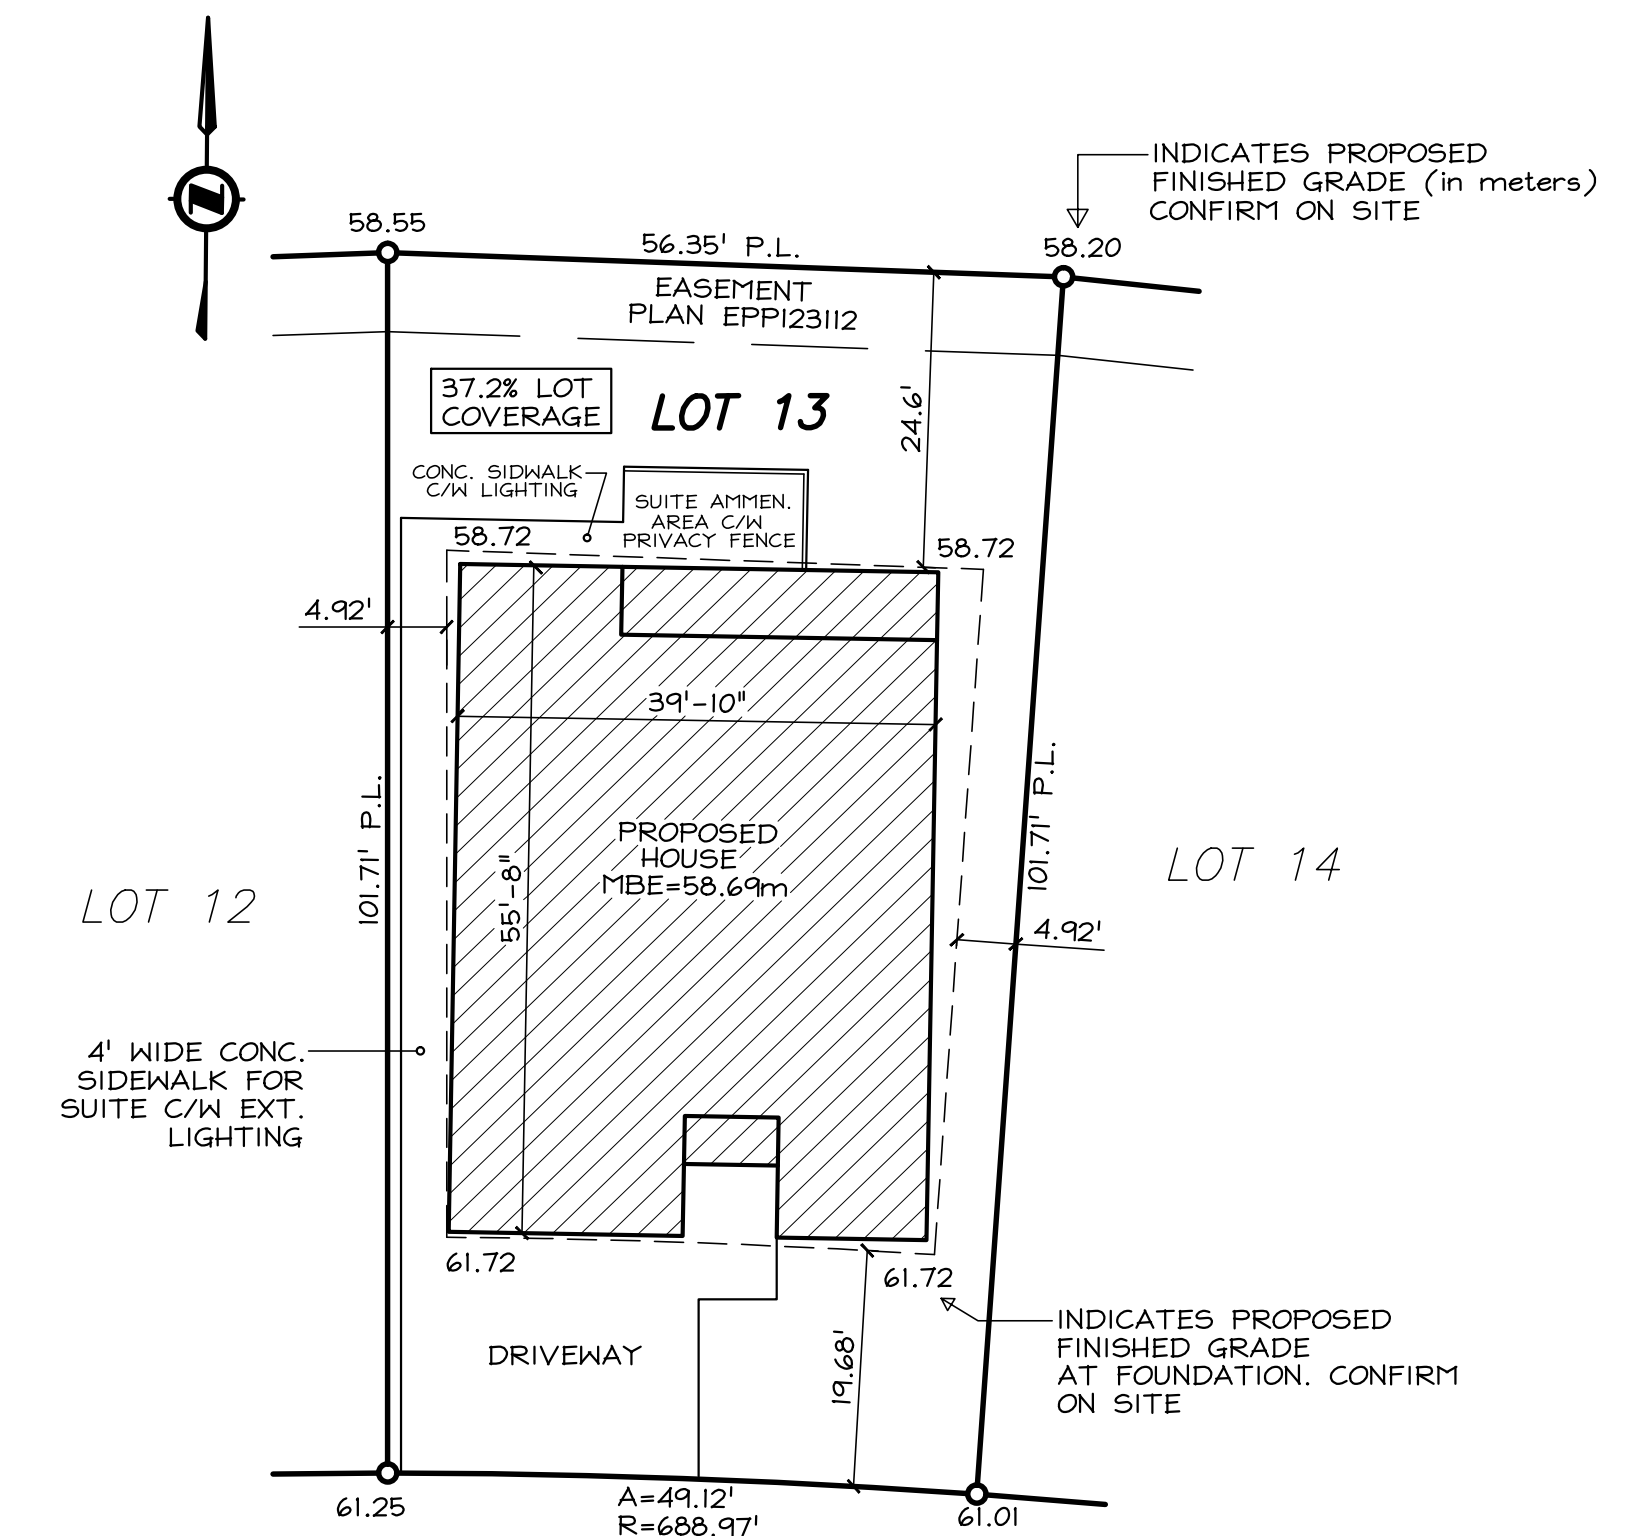 INDICATES PROPOSED
FINISHED GRADE (in meters)
CONFIRM ON SITE
N
58.55
56.35' P.L.
58.20
EASEMENT
PLAN EPP123112
37.2% LOT
COVERAGE
LOT 13
24.6'
CONC. SIDWALK
C/W LIGHTING
SUITE AMMEN.
AREA C/W
PRIVACY FENCE
58.72
58.72
4.92'
39'-10"
101.71' P.L.
101.71' P.L.
PROPOSED
HOUSE
MBE=58.69m
55'-8"
LOT 12
LOT 14
4.92'
4' WIDE CONC.
SIDEWALK FOR
SUITE C/W EXT.
LIGHTING
61.72
61.72
INDICATES PROPOSED
FINISHED GRADE
AT FOUNDATION. CONFIRM
ON SITE
DRIVEWAY
19.68'
61.25
A=49.12'
R=688.97'
61.01